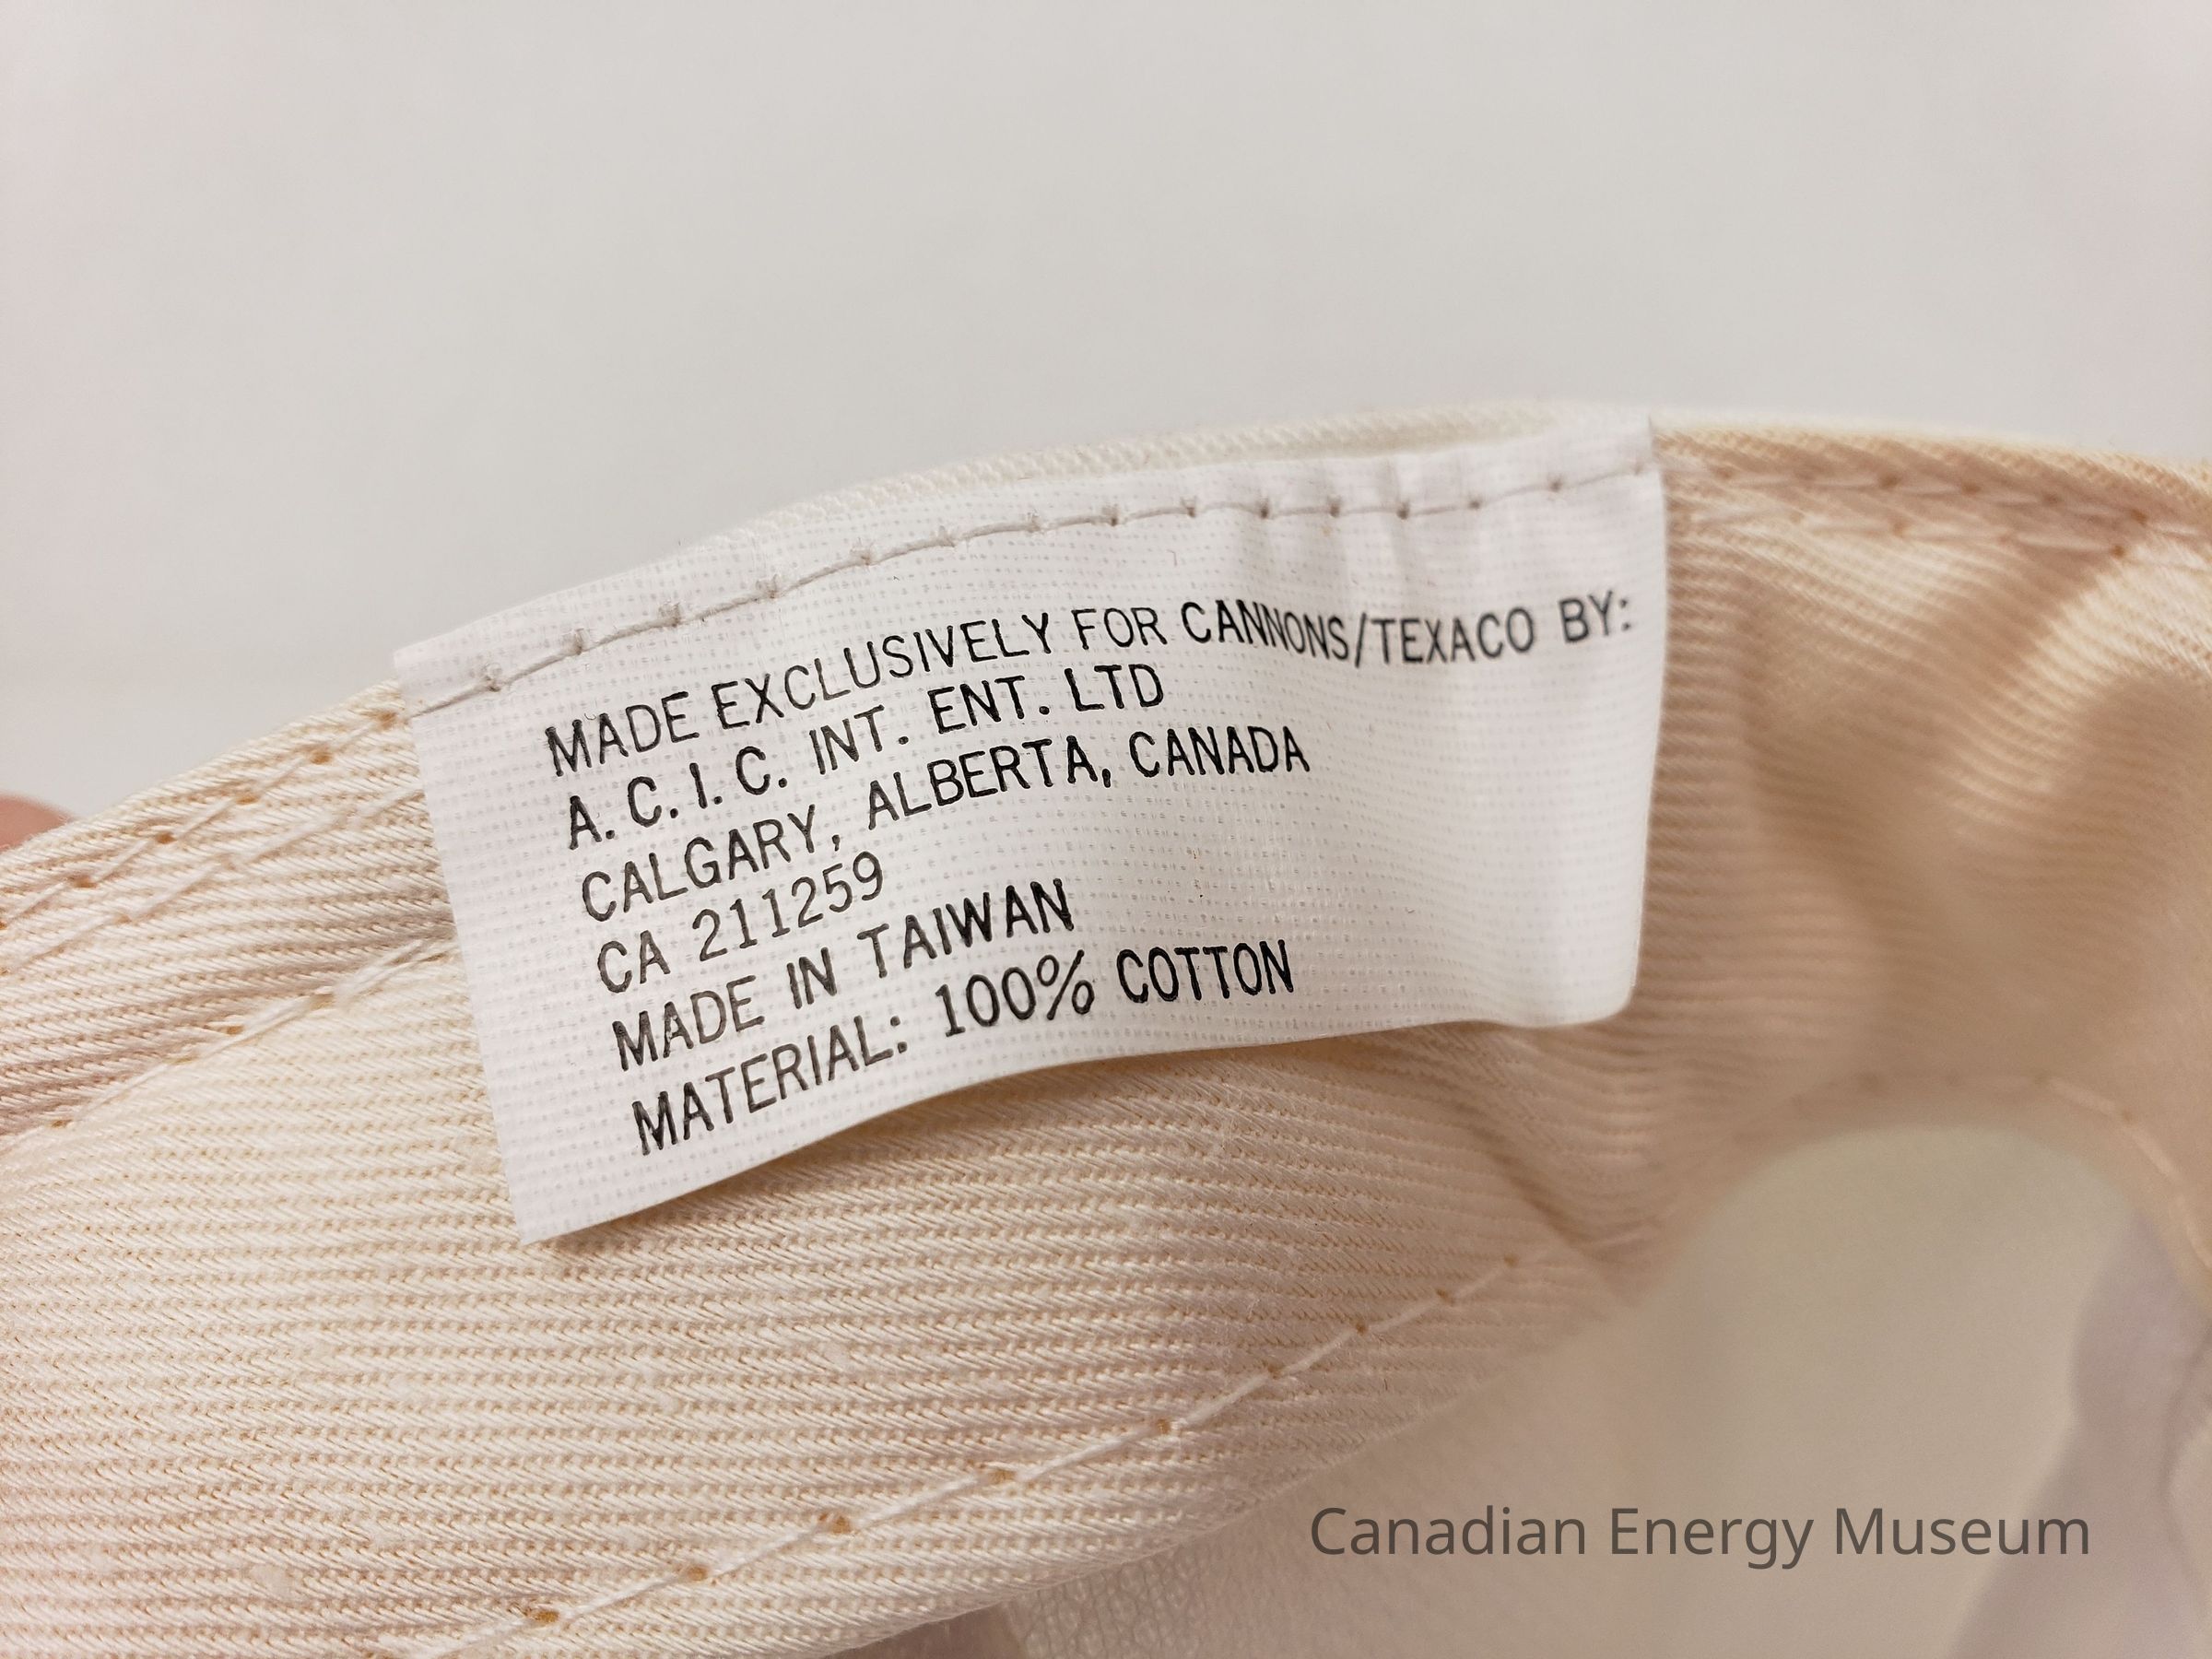 MADE EXCLUSIVELY FOR CANNONS/TEXACO BY:
A. C. I. C. INT. ENT. LTD
CALGARY, ALBERTA, CANADA
CA 211259
MADE IN TAIWAN
MATERIAL: 100% COTTON
Canadian Energy Museum